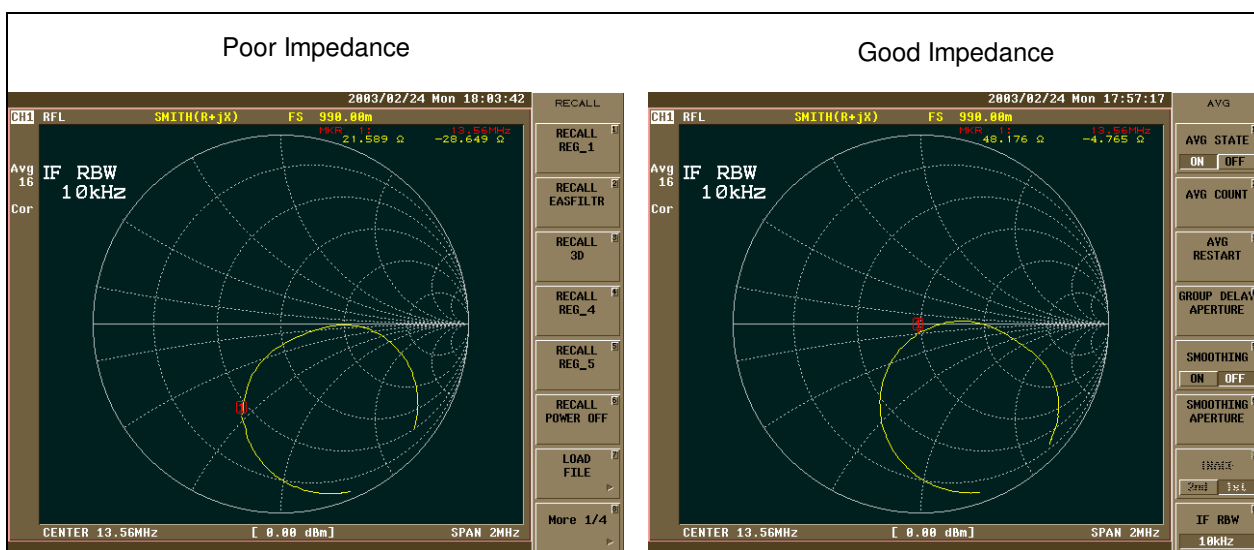 Poor Impedance
2003/02/24 Mon 18:03:42
CH1 RFL SMITH(R+jX) FS 990.00m
MKR 1: 13.56MHz
21.589 Ω -28.649 Ω
Avg
16
Cor
IF RBW
10kHz
1
CENTER 13.56MHz [ 0.00 dBm] SPAN 2MHz
RECALL
RECALL
REG_1
RECALL
EASFILTR
RECALL
3D
RECALL
REG_4
RECALL
REG_5
RECALL
POWER OFF
LOAD
FILE
More 1/4
Good Impedance
2003/02/24 Mon 17:57:17
CH1 RFL SMITH(R+jX) FS 990.00m
MKR 1: 13.56MHz
48.176 Ω -4.765 Ω
Avg
16
Cor
IF RBW
10kHz
CENTER 13.56MHz [ 0.00 dBm] SPAN 2MHz
AVG
AVG STATE
ON OFF
AVG COUNT
AVG
RESTART
GROUP DELAY
APERTURE
SMOOTHING
ON OFF
SMOOTHING
APERTURE
2nd 1st
IF RBW
10kHz